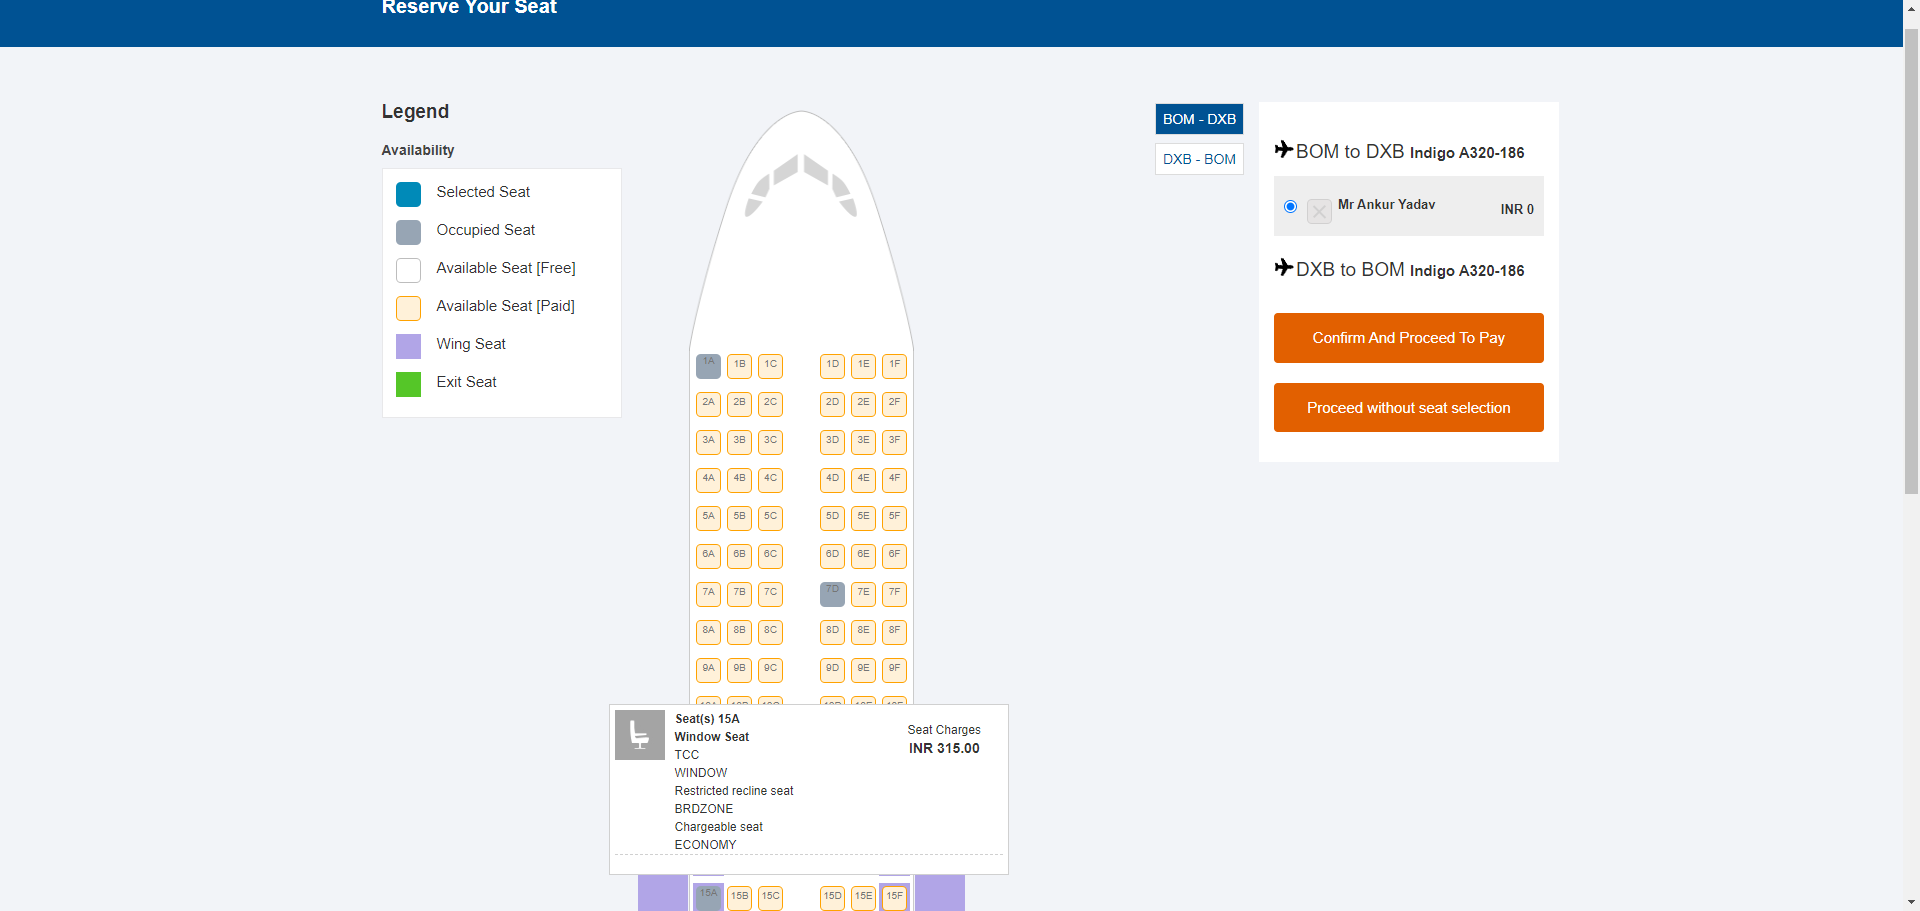 Reserve Your Seat
Legend
Availability
Selected Seat
Occupied Seat
Available Seat [Free]
Available Seat [Paid]
Wing Seat
Exit Seat
1A 1B 1C 1D 1E 1F
2A 2B 2C 2D 2E 2F
3A 3B 3C 3D 3E 3F
4A 4B 4C 4D 4E 4F
5A 5B 5C 5D 5E 5F
6A 6B 6C 6D 6E 6F
7A 7B 7C 7D 7E 7F
8A 8B 8C 8D 8E 8F
9A 9B 9C 9D 9E 9F
Seat(s) 15A
Window Seat
TCC
WINDOW
Restricted recline seat
BRDZONE
Chargeable seat
ECONOMY
Seat Charges
INR 315.00
15A 15B 15C 15D 15E 15F
BOM - DXB
DXB - BOM
BOM to DXB Indigo A320-186
Mr Ankur Yadav INR 0
DXB to BOM Indigo A320-186
Confirm And Proceed To Pay
Proceed without seat selection